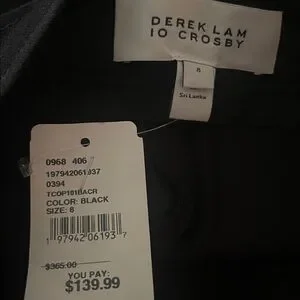 DEREK LAM
10 CROSBY
8
Sri Lanka
0968 406
197942061937
0394
TCOP181BACR
COLOR: BLACK
SIZE: 8
1 97942 06193 7
$365.00
YOU PAY:
$139.99